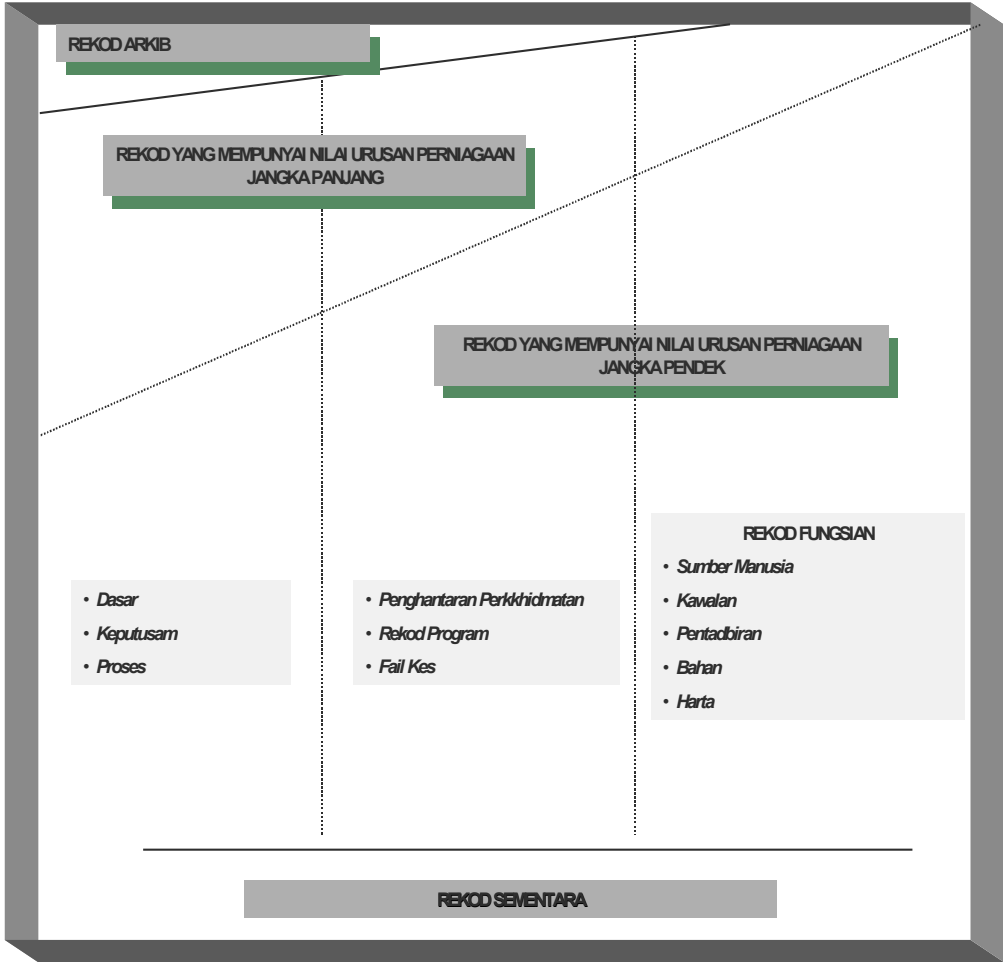 REKOD ARKIB
REKOD YANG MEMPUNYAI NILAI URUSAN PERNIAGAAN
JANGKA PANJANG
REKOD YANG MEMPUNYAI NILAI URUSAN PERNIAGAAN
JANGKA PENDEK
• Dasar
• Keputusam
• Proses
• Penghantaran Perkkhidmatan
• Rekod Program
• Fail Kes
REKOD FUNGSIAN
• Sumber Manusia
• Kawalan
• Pentadbiran
• Bahan
• Harta
REKOD SEMENTARA